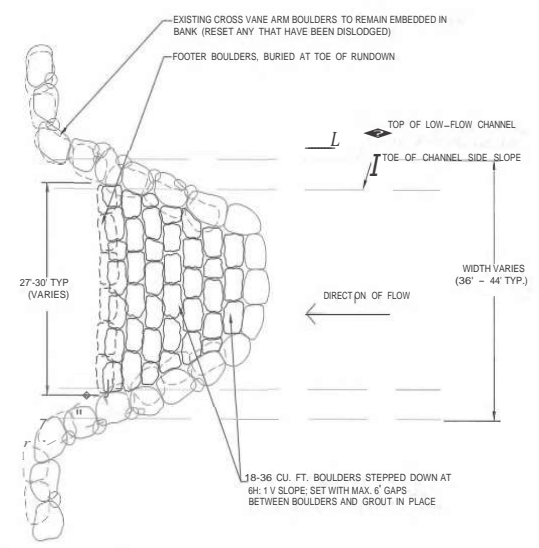 EXISTING CROSS VANE ARM BOULDERS TO REMAIN EMBEDDED IN
BANK (RESET ANY THAT HAVE BEEN DISLODGED)
FOOTER BOULDERS, BURIED AT TOE OF RUNDOWN
TOP OF LOW-FLOW CHANNEL
L
TOE OF CHANNEL SIDE SLOPE
27'-30' TYP
(VARIES)
WIDTH VARIES
(36' - 44' TYP.)
DIRECTION OF FLOW
18-36 CU. FT. BOULDERS STEPPED DOWN AT
6H: 1 V SLOPE; SET WITH MAX. 6" GAPS
BETWEEN BOULDERS AND GROUT IN PLACE